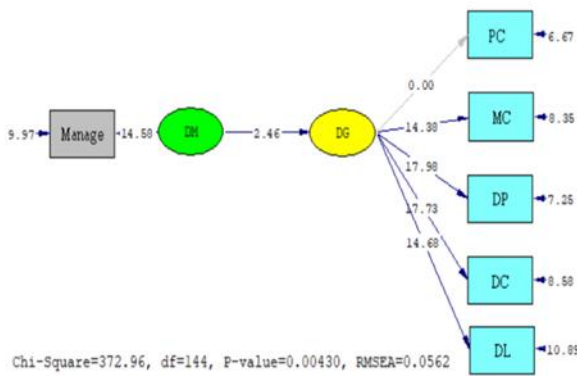 PC
6.67
0.00
9.97
Manage
14.58
DM
2.46
DG
14.38
MC
8.35
17.98
DP
7.25
17.73
DC
8.58
14.68
DL
10.89
Chi-Square=372.96, df=144, P-value=0.00430, RMSEA=0.0562